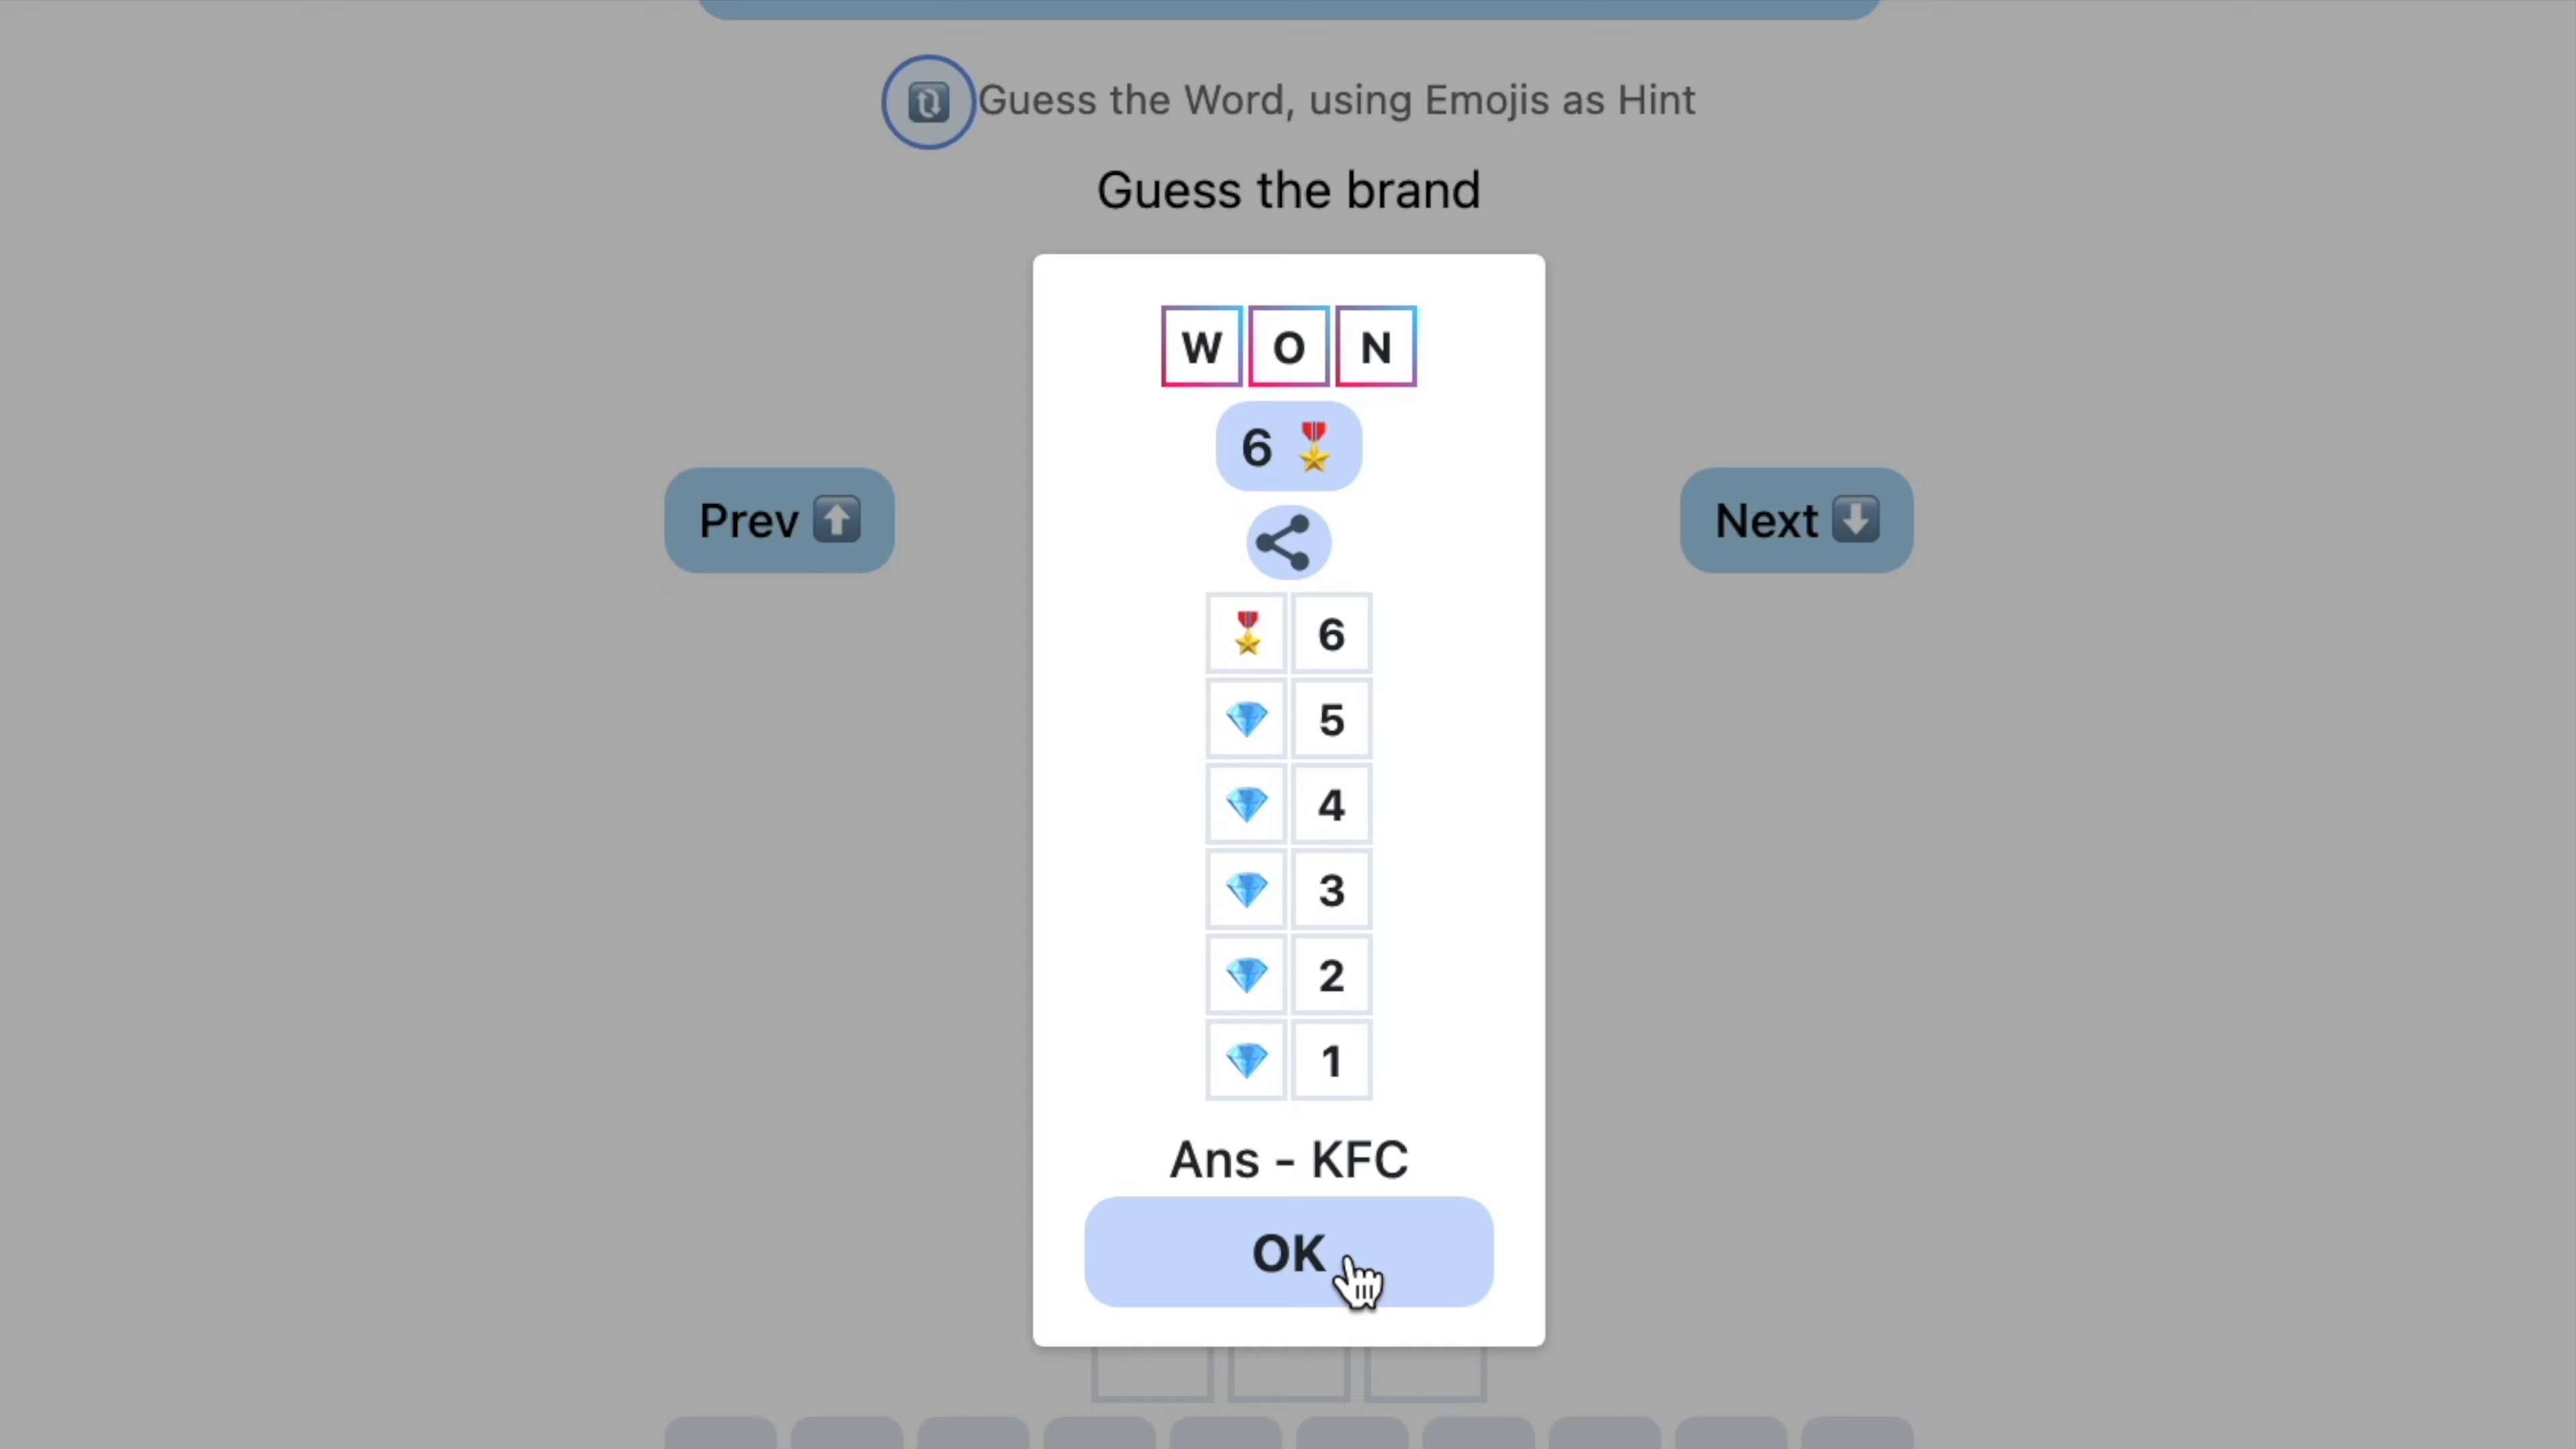 Guess the Word, using Emojis as Hint
Guess the brand
W O N
6
Prev
Next
6
5
4
3
2
1
Ans - KFC
OK